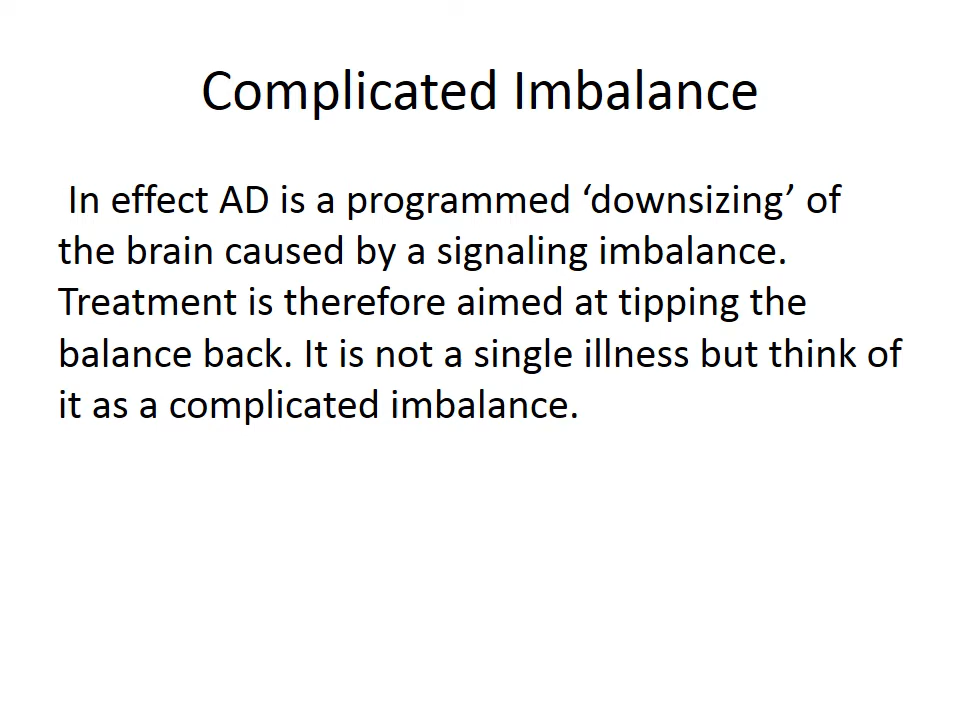 Complicated Imbalance
In effect AD is a programmed ‘downsizing’ of
the brain caused by a signaling imbalance.
Treatment is therefore aimed at tipping the
balance back. It is not a single illness but think of
it as a complicated imbalance.